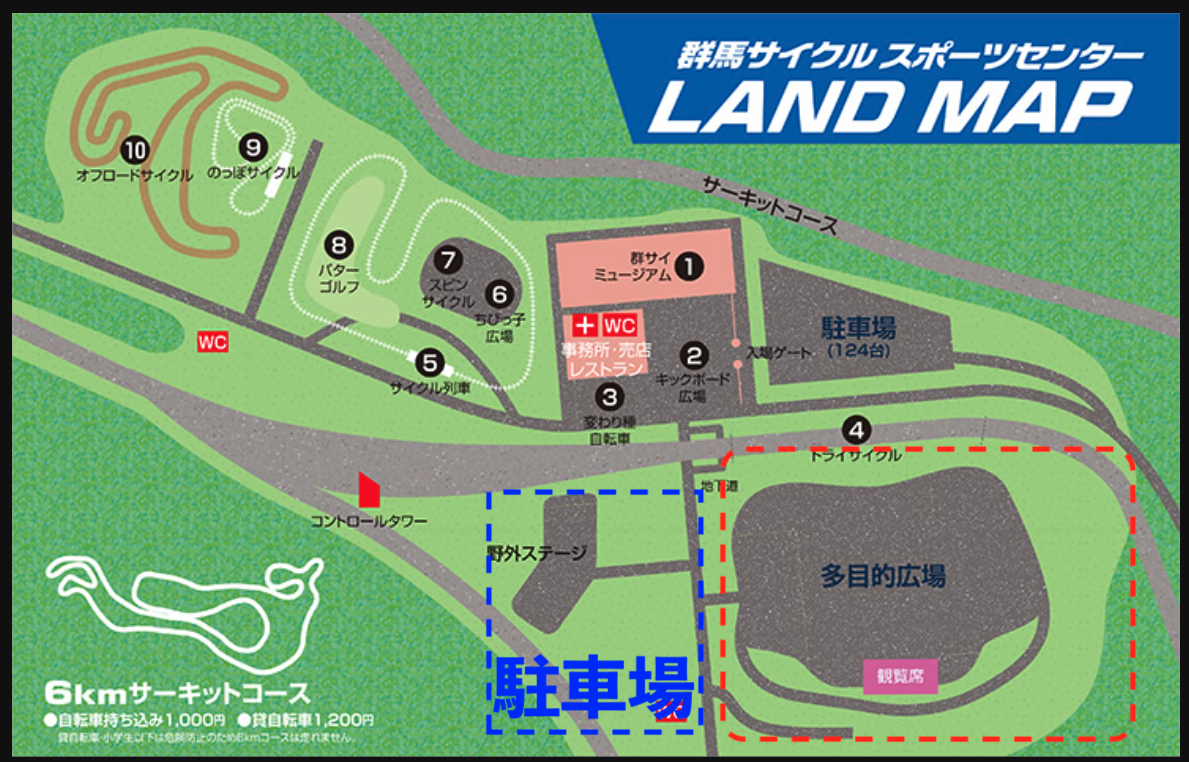 群馬サイクルスポーツセンター
LAND MAP
サーキットコース
10
オフロードサイクル
9
のっぽサイクル
8
パター
ゴルフ
7
スピン
サイクル
6
ちびっ子
広場
群サイ
ミュージアム
1
WC
事務所・売店
レストラン
2
キックボード
広場
入場ゲート
駐車場
(124台)
WC
5
サイクル列車
3
変わり種
自転車
4
トライサイクル
地下道
コントロールタワー
野外ステージ
多目的広場
観覧席
駐車場
6kmサーキットコース
●自転車持ち込み1,000円 ●貸自転車1,200円
貸自転車・小学生以下は危険防止のため6kmコースは走れません。